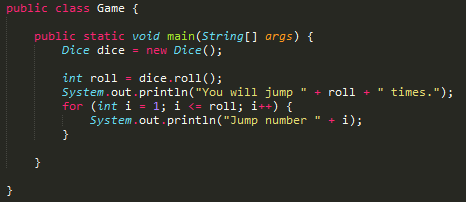 public class Game {
public static void main(String[] args) {
Dice dice = new Dice();
int roll = dice.roll();
System.out.println("You will jump " + roll + " times.");
for (int i = 1; i <= roll; i++) {
System.out.println("Jump number " + i);
}
}
}